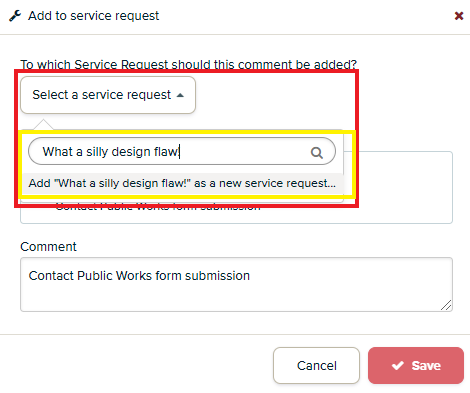 Add to service request
To which Service Request should this comment be added?
Select a service request
What a silly design flaw!
Add "What a silly design flaw!" as a new service request...
Contact Public Works form submission
Comment
Contact Public Works form submission
Cancel
Save